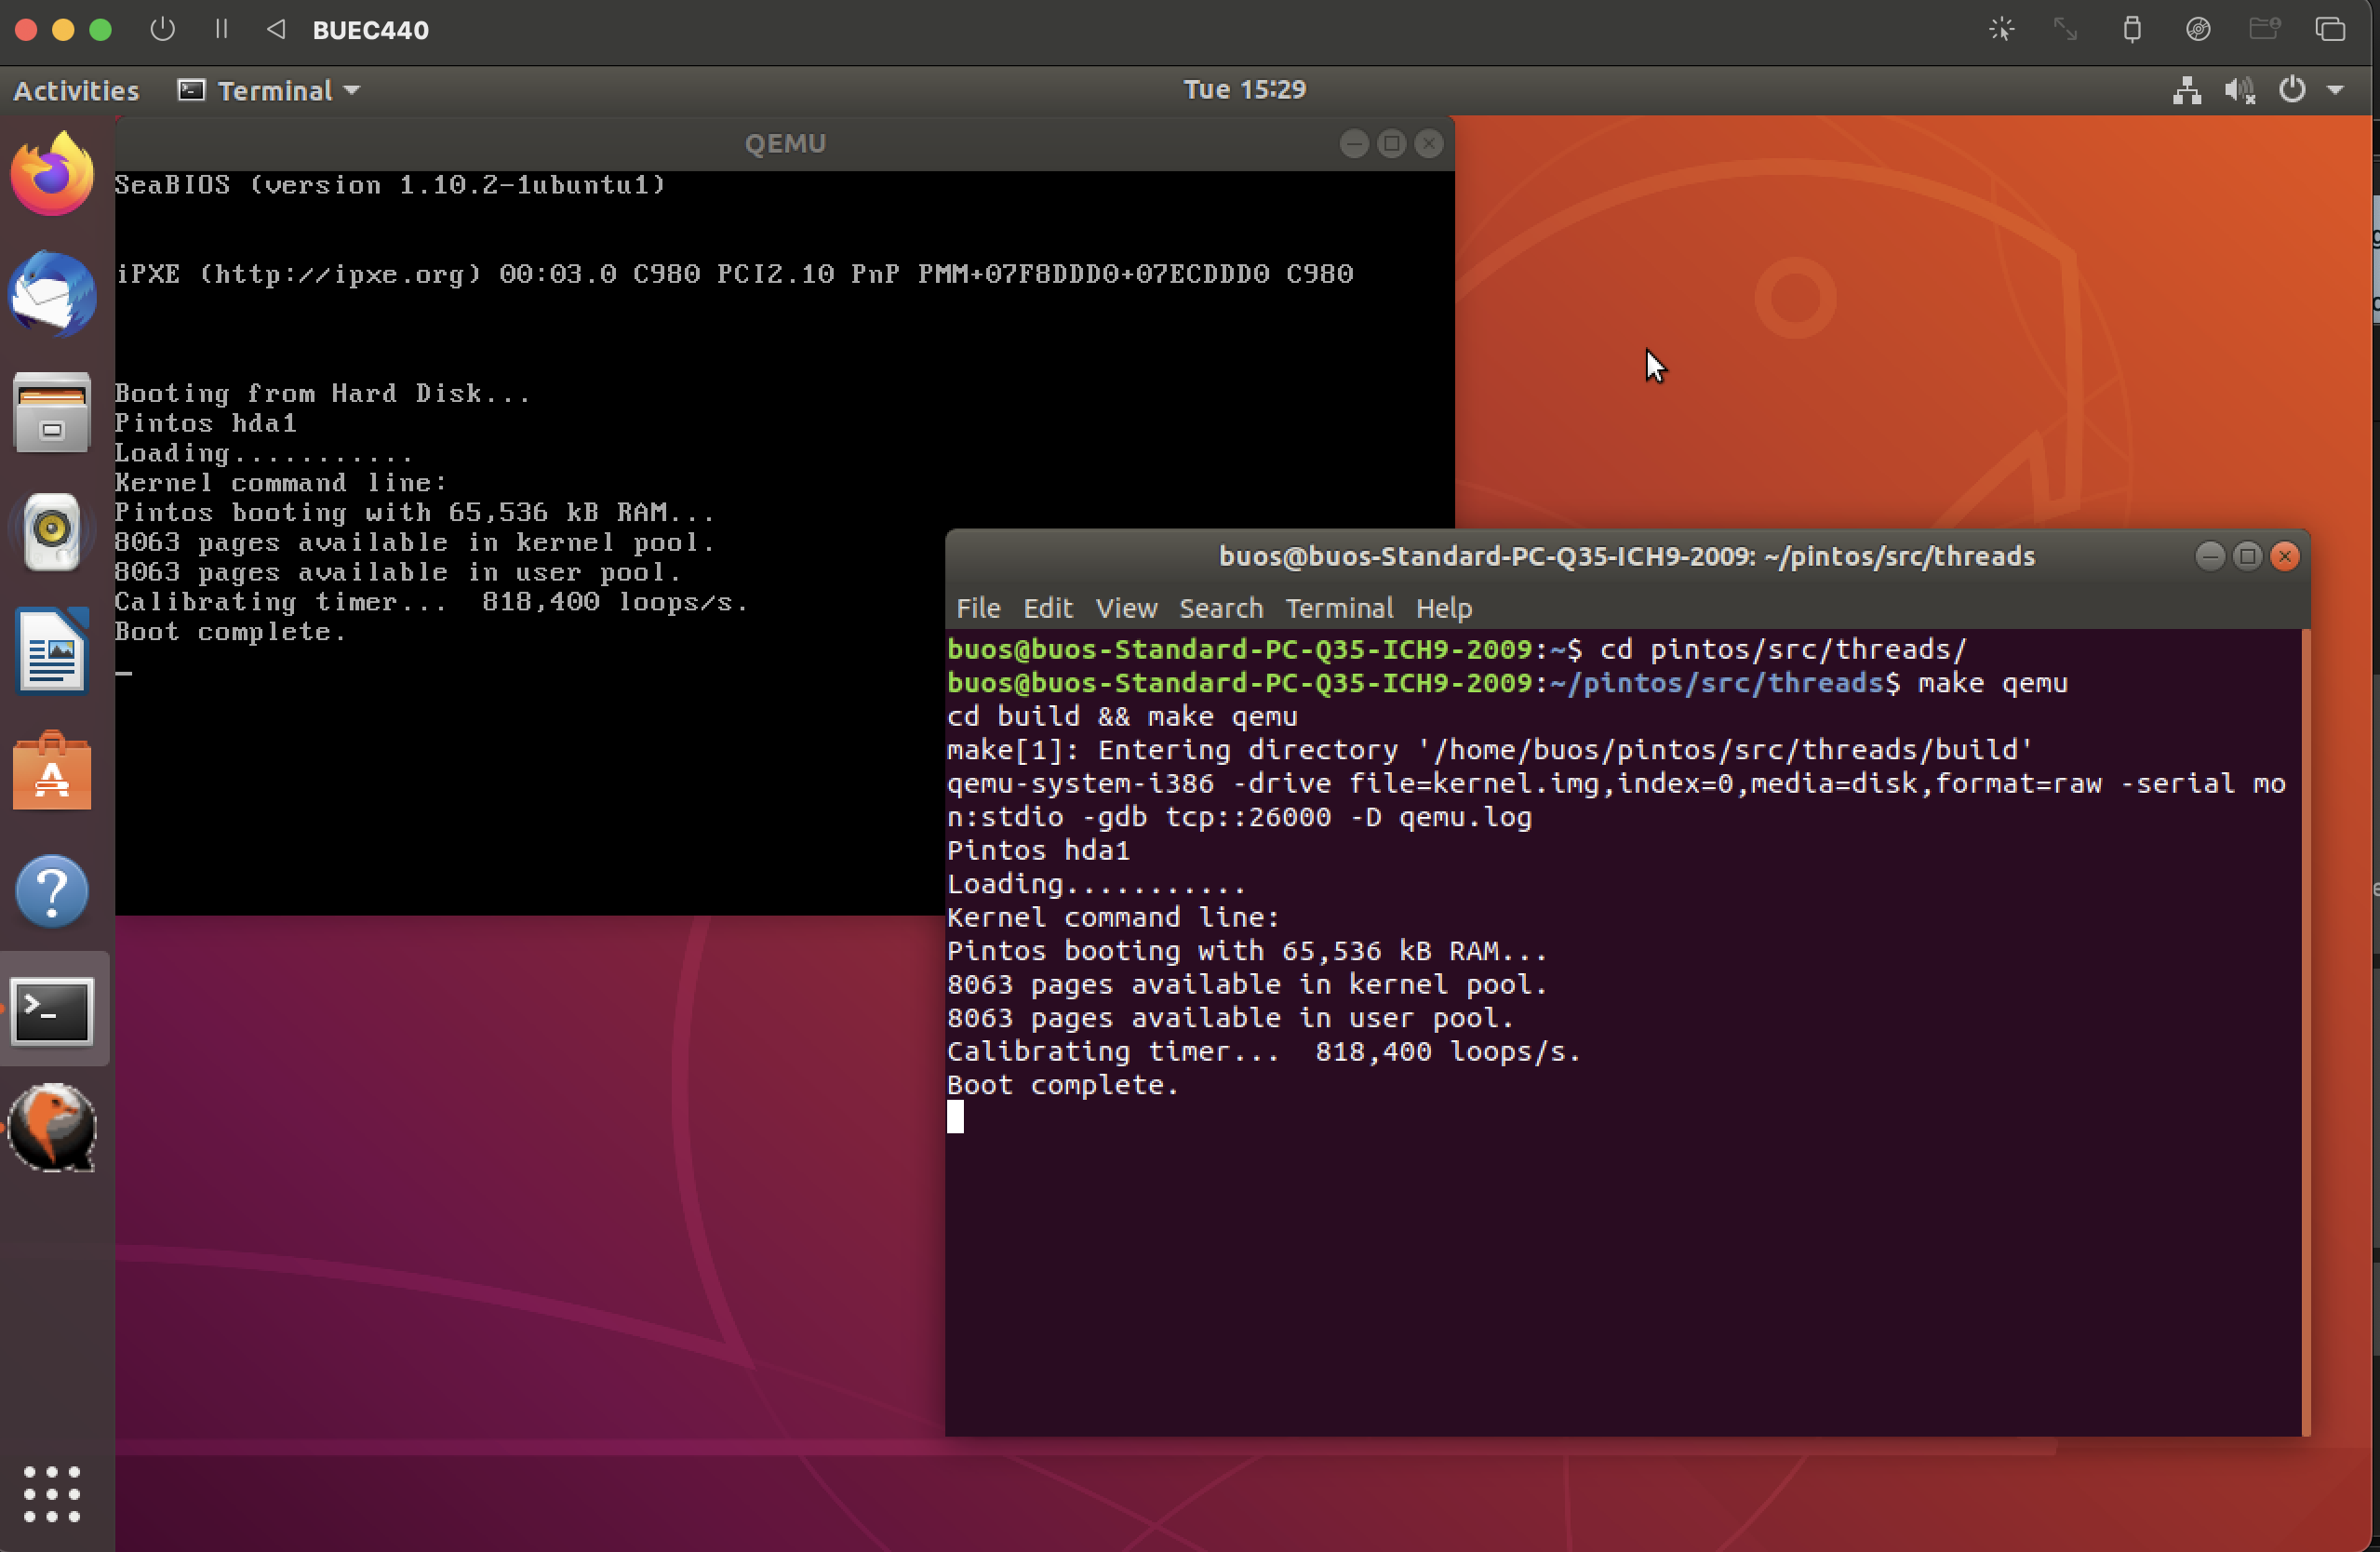 BUEC440
Activities Terminal Tue 15:29
QEMU
SeaBIOS (version 1.10.2-1ubuntu1)
iPXE (http://ipxe.org) 00:03.0 C980 PCI2.10 PnP PMM+07F8DDD0+07ECDDD0 C980
Booting from Hard Disk...
Pintos hda1
Loading...........
Kernel command line:
Pintos booting with 65,536 kB RAM...
8063 pages available in kernel pool.
8063 pages available in user pool.
Calibrating timer...  818,400 loops/s.
Boot complete.
buos@buos-Standard-PC-Q35-ICH9-2009: ~/pintos/src/threads
File Edit View Search Terminal Help
buos@buos-Standard-PC-Q35-ICH9-2009:~$ cd pintos/src/threads/
buos@buos-Standard-PC-Q35-ICH9-2009:~/pintos/src/threads$ make qemu
cd build && make qemu
make[1]: Entering directory '/home/buos/pintos/src/threads/build'
qemu-system-i386 -drive file=kernel.img,index=0,media=disk,format=raw -serial mo
n:stdio -gdb tcp::26000 -D qemu.log
Pintos hda1
Loading...........
Kernel command line:
Pintos booting with 65,536 kB RAM...
8063 pages available in kernel pool.
8063 pages available in user pool.
Calibrating timer...  818,400 loops/s.
Boot complete.